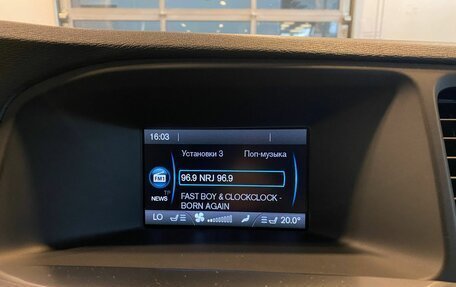 16:03
Установки 3 Поп-музыка
FM1
96.9 NRJ 96.9
TP
NEWS
FAST BOY & CLOCKCLOCK -
BORN AGAIN
LO 20.0°